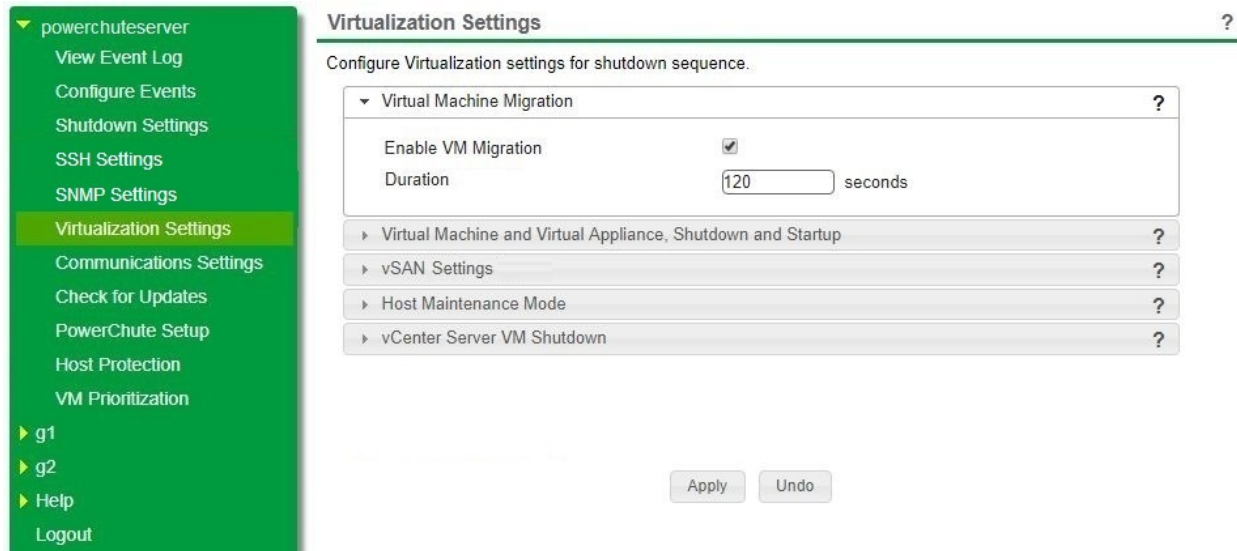 powerchuteserver
View Event Log
Configure Events
Shutdown Settings
SSH Settings
SNMP Settings
Virtualization Settings
Communications Settings
Check for Updates
PowerChute Setup
Host Protection
VM Prioritization
g1
g2
Help
Logout
Virtualization Settings ?
Configure Virtualization settings for shutdown sequence.
Virtual Machine Migration ?
Enable VM Migration
Duration 120 seconds
Virtual Machine and Virtual Appliance, Shutdown and Startup ?
vSAN Settings ?
Host Maintenance Mode ?
vCenter Server VM Shutdown ?
Apply Undo